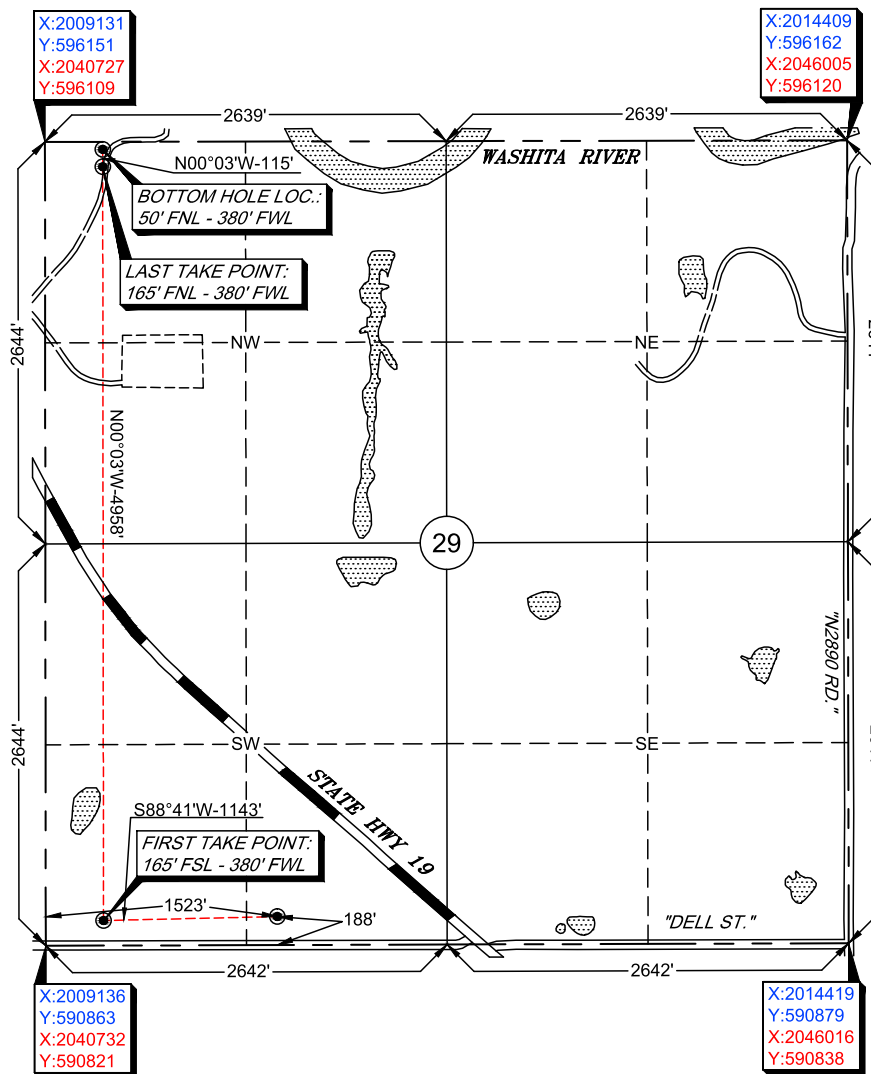 X:2009131
Y:596151
X:2040727
Y:596109
X:2014409
Y:596162
X:2046005
Y:596120
2639'
2639'
WASHITA RIVER
N00°03'W-115'
BOTTOM HOLE LOC.:
50' FNL - 380' FWL
LAST TAKE POINT:
165' FNL - 380' FWL
2644'
NW
NE
N00°03'W-4958'
29
"N2890 RD."
2644'
SW
SE
STATE HWY 19
S88°41'W-1143'
FIRST TAKE POINT:
165' FSL - 380' FWL
1523'
188'
"DELL ST."
2642'
2642'
X:2009136
Y:590863
X:2040732
Y:590821
X:2014419
Y:590879
X:2046016
Y:590838